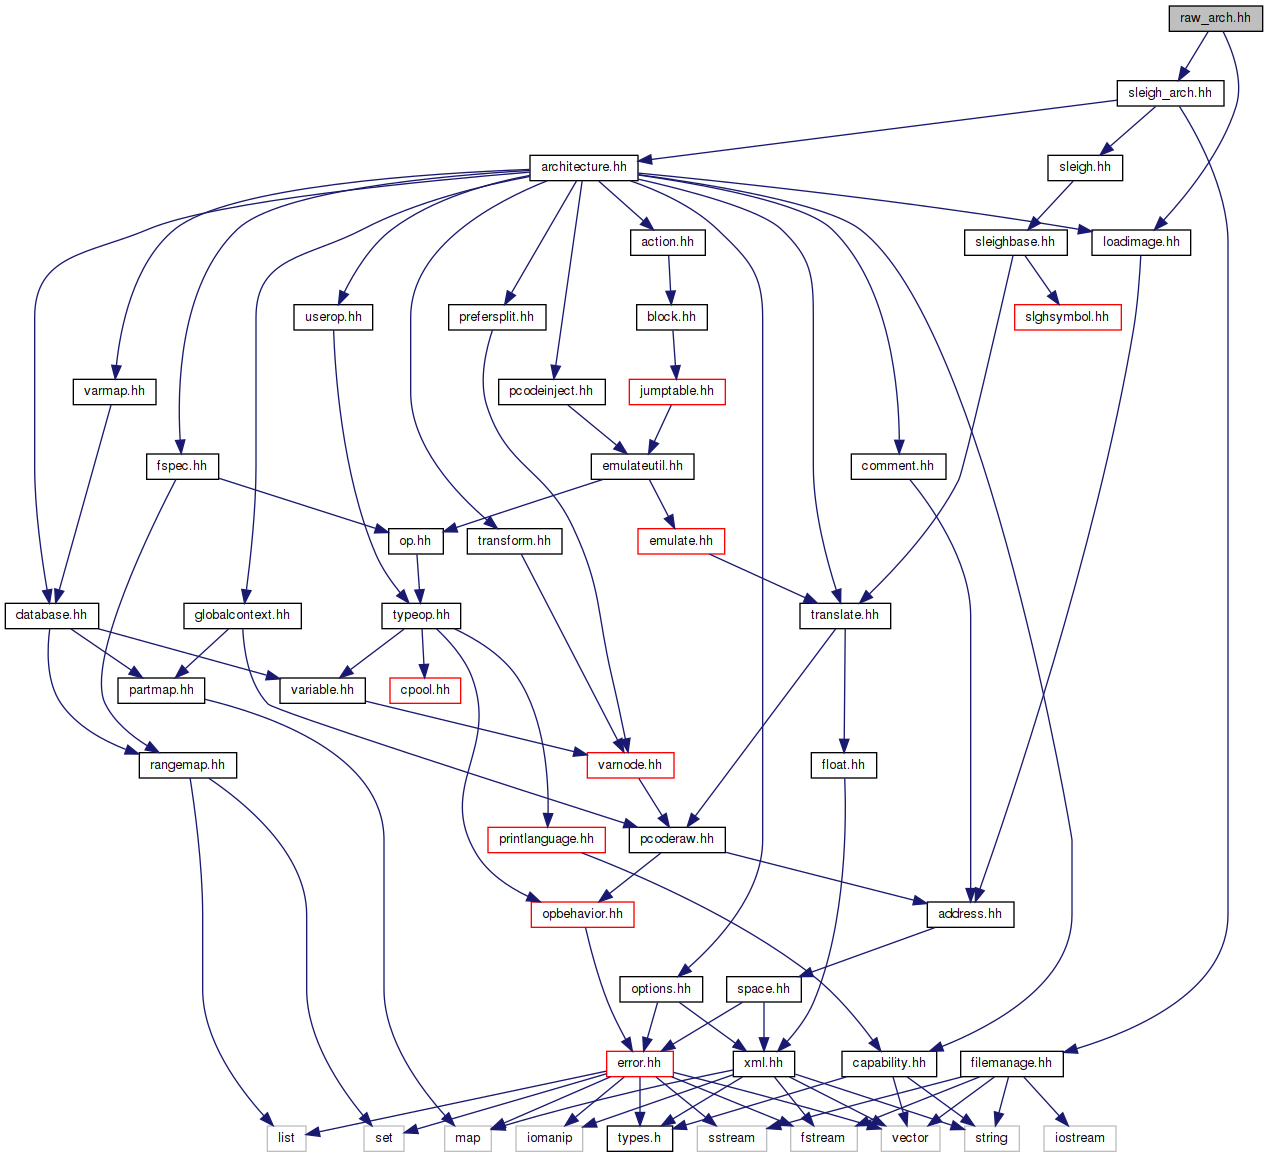 raw_arch.hh
sleigh_arch.hh
architecture.hh
sleigh.hh
action.hh
sleighbase.hh
loadimage.hh
userop.hh
prefersplit.hh
block.hh
slghsymbol.hh
varmap.hh
pcodeinject.hh
jumptable.hh
fspec.hh
emulateutil.hh
comment.hh
op.hh
transform.hh
emulate.hh
database.hh
globalcontext.hh
typeop.hh
translate.hh
partmap.hh
variable.hh
cpool.hh
rangemap.hh
varnode.hh
float.hh
printlanguage.hh
pcoderaw.hh
opbehavior.hh
address.hh
options.hh
space.hh
error.hh
xml.hh
capability.hh
filemanage.hh
list
set
map
iomanip
types.h
sstream
fstream
vector
string
iostream